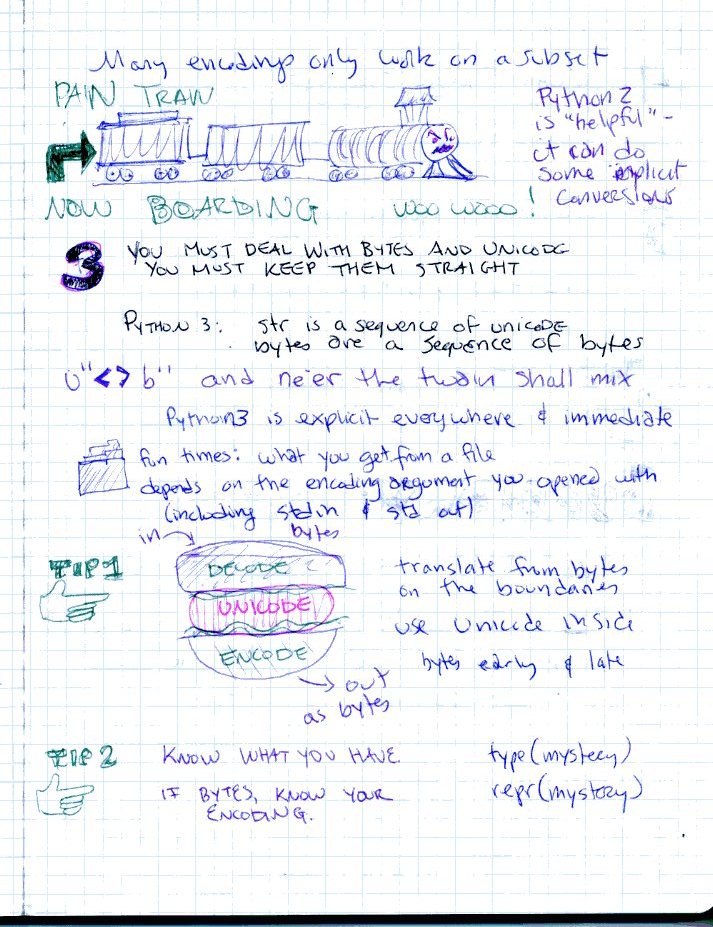 Many encodings only work on a subset
PAIN TRAIN
Python 2
is "helpful" -
it can do
some implicit
conversions
NOW BOARDING woo wooo!
3 YOU MUST DEAL WITH BYTES AND UNICODE
YOU MUST KEEP THEM STRAIGHT
PYTHON 3: str is a sequence of unicode
bytes are a sequence of bytes
u'' <> b'' and ne'er the twain shall mix
Python3 is explicit everywhere & immediate
fun times: what you get from a file
depends on the encoding argument you opened with
(including stdin & std out)
in bytes
TIP 1
DECODE
UNICODE
ENCODE
out
as bytes
translate from bytes
on the boundaries
use Unicode inside
bytes early & late
TIP 2
KNOW WHAT YOU HAVE.
IF BYTES, KNOW YOUR
ENCODING.
type(mystery)
repr(mystery)